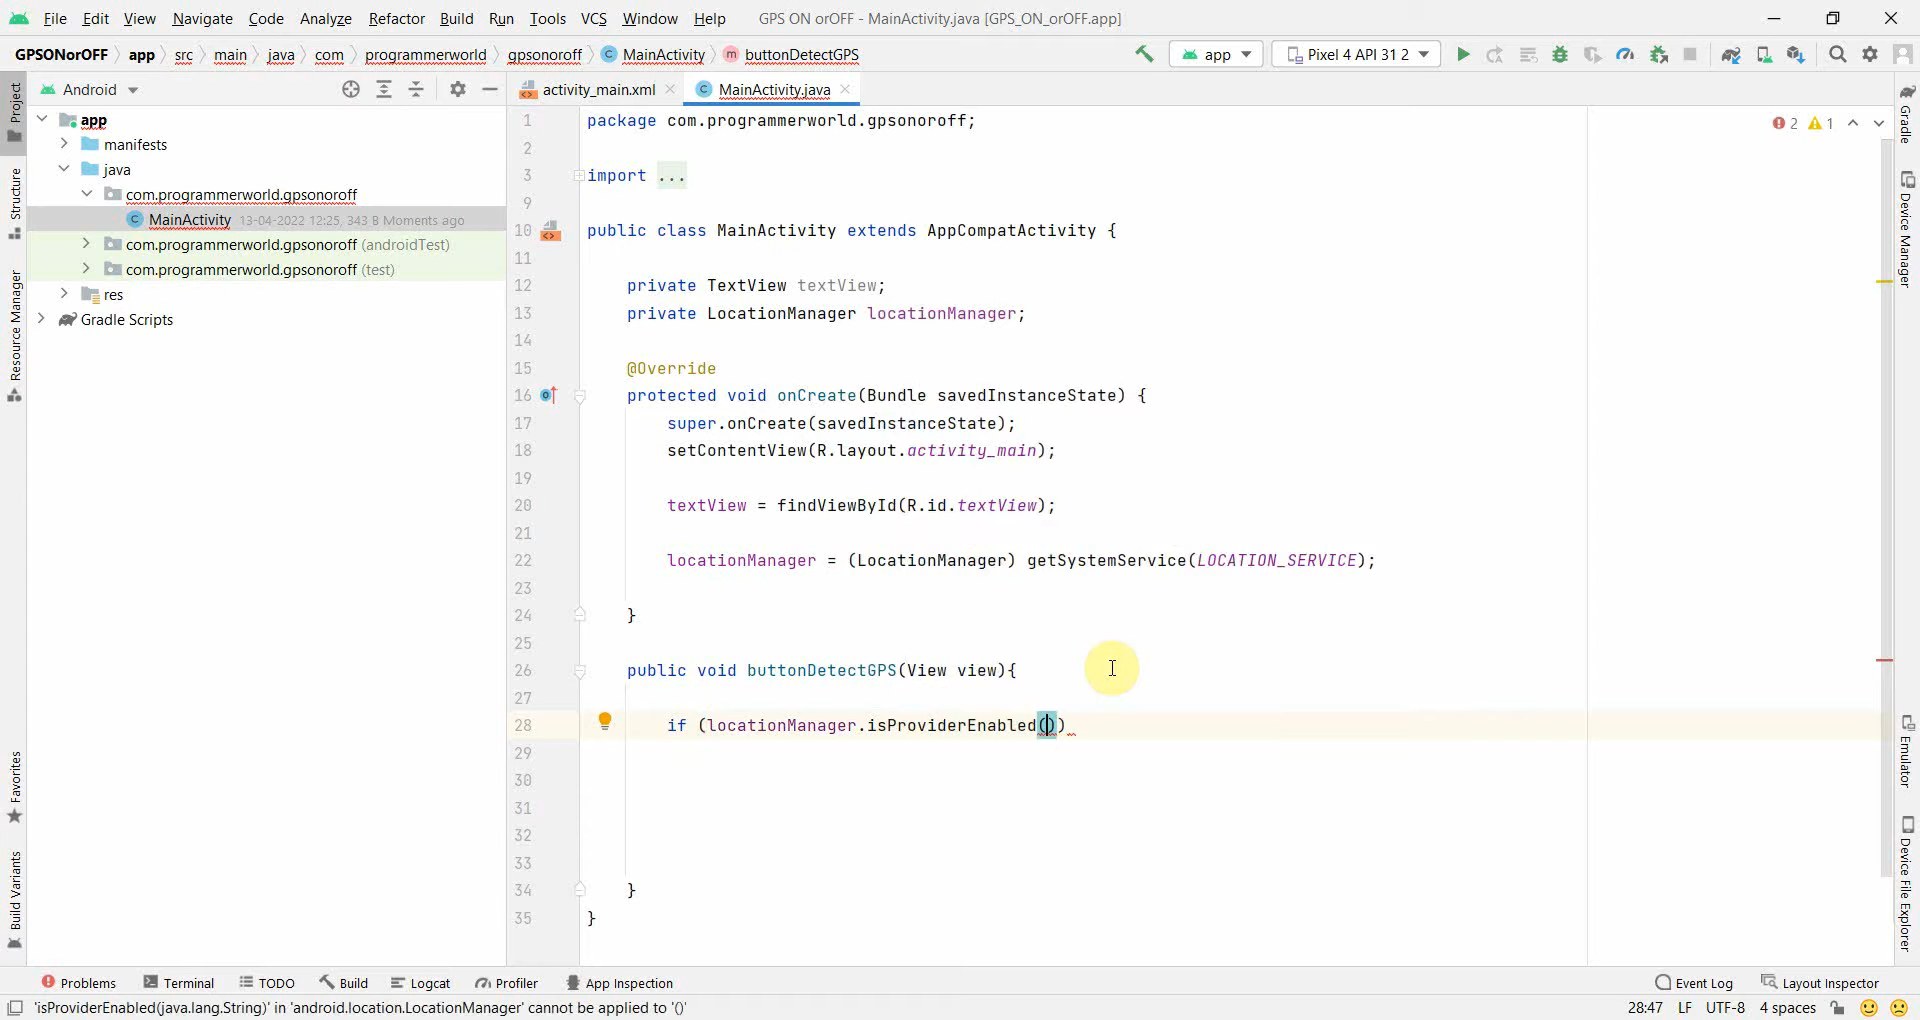 File Edit View Navigate Code Analyze Refactor Build Run Tools VCS Window Help GPS ON orOFF - MainActivity.java [GPS_ON_orOFF.app]
GPSONorOFF app src main java com programmerworld gpsonoroff MainActivity buttonDetectGPS app Pixel 4 API 31 2
Android
activity_main.xml MainActivity.java
app
manifests
java
com.programmerworld.gpsonoroff
MainActivity 13-04-2022 12:25, 343 B Moments ago
com.programmerworld.gpsonoroff (androidTest)
com.programmerworld.gpsonoroff (test)
res
Gradle Scripts
Project
Structure
Resource Manager
Favorites
Build Variants
2 1
1 package com.programmerworld.gpsonoroff;
2
3 import ...
9
10 public class MainActivity extends AppCompatActivity {
11
12 private TextView textView;
13 private LocationManager locationManager;
14
15 @Override
16 protected void onCreate(Bundle savedInstanceState) {
17 super.onCreate(savedInstanceState);
18 setContentView(R.layout.activity_main);
19
20 textView = findViewById(R.id.textView);
21
22 locationManager = (LocationManager) getSystemService(LOCATION_SERVICE);
23
24 }
25
26 public void buttonDetectGPS(View view){
27
28 if (locationManager.isProviderEnabled())
29
30
31
32
33
34 }
35 }
Gradle
Device Manager
Emulator
Device File Explorer
Problems Terminal TODO Build Logcat Profiler App Inspection Event Log Layout Inspector
'isProviderEnabled(java.lang.String)' in 'android.location.LocationManager' cannot be applied to '()' 28:47 LF UTF-8 4 spaces